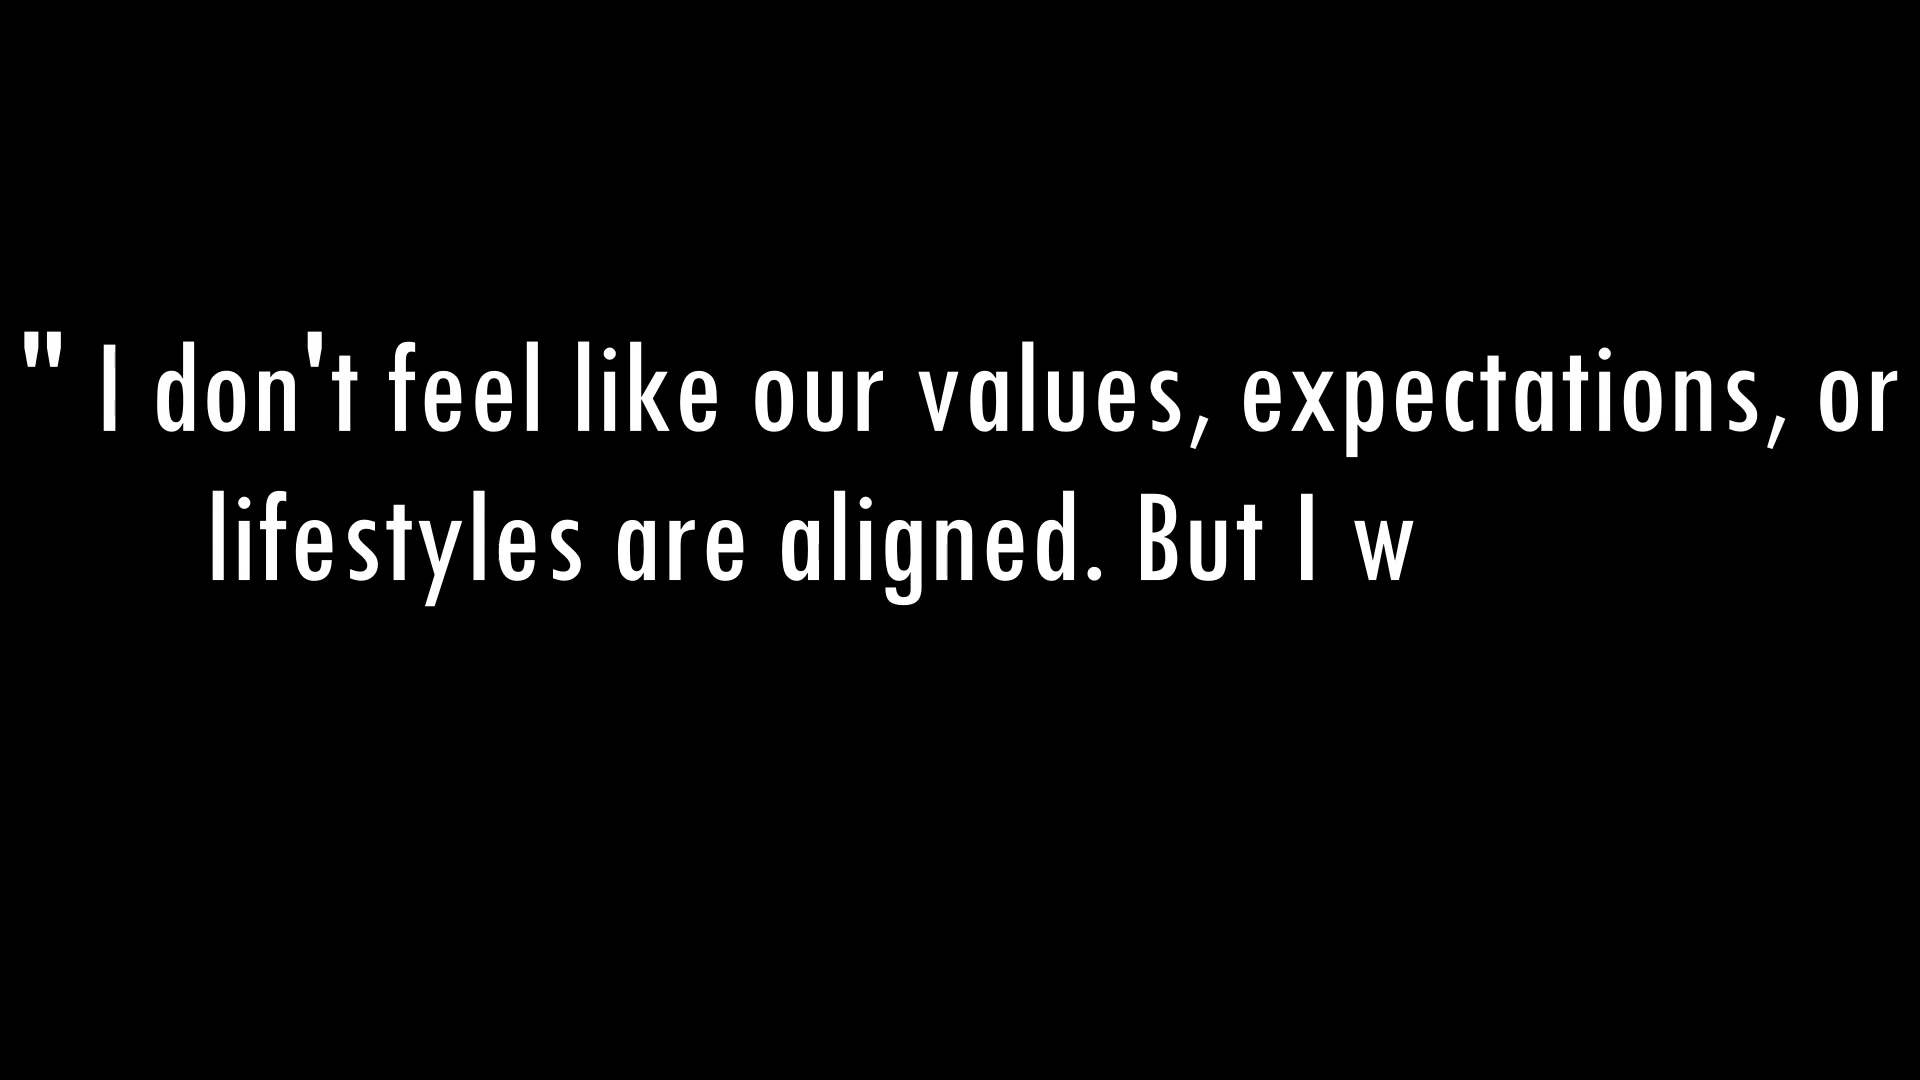 " I don't feel like our values, expectations, or
lifestyles are aligned. But I w